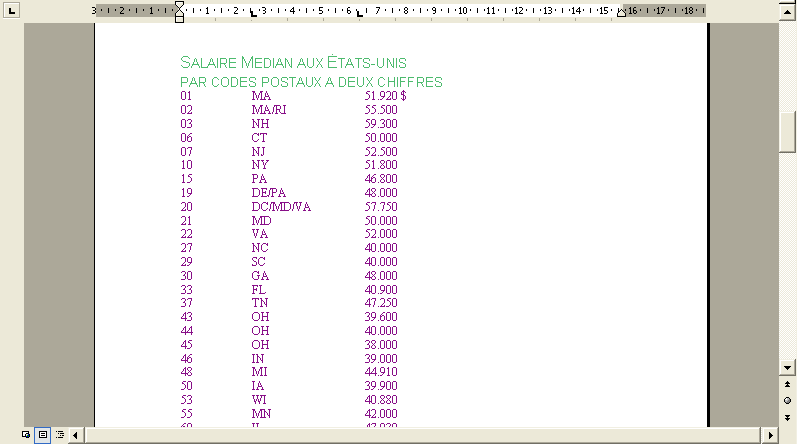 3 2 1 1 2 3 4 5 6 7 8 9 10 11 12 13 14 15 16 17 18
SALAIRE MEDIAN AUX ÉTATS-UNIS
PAR CODES POSTAUX A DEUX CHIFFRES
01 MA 51.920 $
02 MA/RI 55.500
03 NH 59.300
06 CT 50.000
07 NJ 52.500
10 NY 51.800
15 PA 46.800
19 DE/PA 48.000
20 DC/MD/VA 57.750
21 MD 50.000
22 VA 52.000
27 NC 40.000
29 SC 40.000
30 GA 48.000
33 FL 40.900
37 TN 47.250
43 OH 39.600
44 OH 40.000
45 OH 38.000
46 IN 39.000
48 MI 44.910
50 IA 39.900
53 WI 40.880
55 MN 42.000